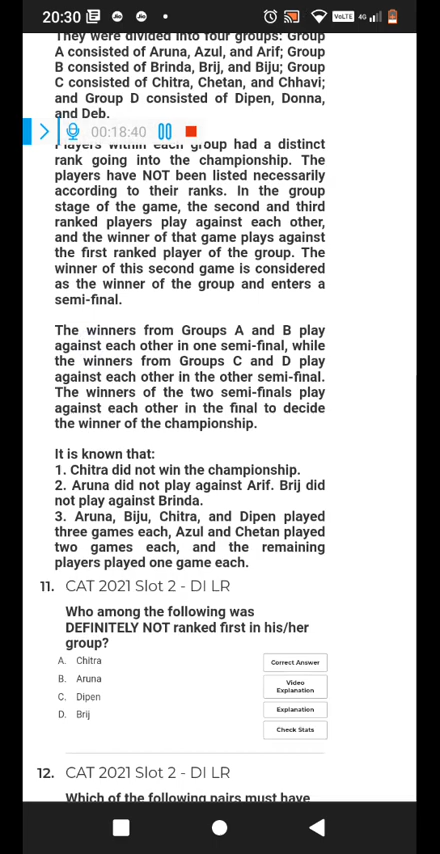 20:30 Jio Jio VoLTE 4G
They were divided into four groups: Group
A consisted of Aruna, Azul, and Arif; Group
B consisted of Brinda, Brij, and Biju; Group
C consisted of Chitra, Chetan, and Chhavi;
and Group D consisted of Dipen, Donna,
and Deb.
00:18:40
Players within each group had a distinct
rank going into the championship. The
players have NOT been listed necessarily
according to their ranks. In the group
stage of the game, the second and third
ranked players play against each other,
and the winner of that game plays against
the first ranked player of the group. The
winner of this second game is considered
as the winner of the group and enters a
semi-final.
The winners from Groups A and B play
against each other in one semi-final, while
the winners from Groups C and D play
against each other in the other semi-final.
The winners of the two semi-finals play
against each other in the final to decide
the winner of the championship.
It is known that:
1. Chitra did not win the championship.
2. Aruna did not play against Arif. Brij did
not play against Brinda.
3. Aruna, Biju, Chitra, and Dipen played
three games each, Azul and Chetan played
two games each, and the remaining
players played one game each.
11. CAT 2021 Slot 2 - DI LR
Who among the following was
DEFINITELY NOT ranked first in his/her
group?
A. Chitra
B. Aruna
C. Dipen
D. Brij
Correct Answer
Video
Explanation
Explanation
Check Stats
12. CAT 2021 Slot 2 - DI LR
Which of the following pairs must have